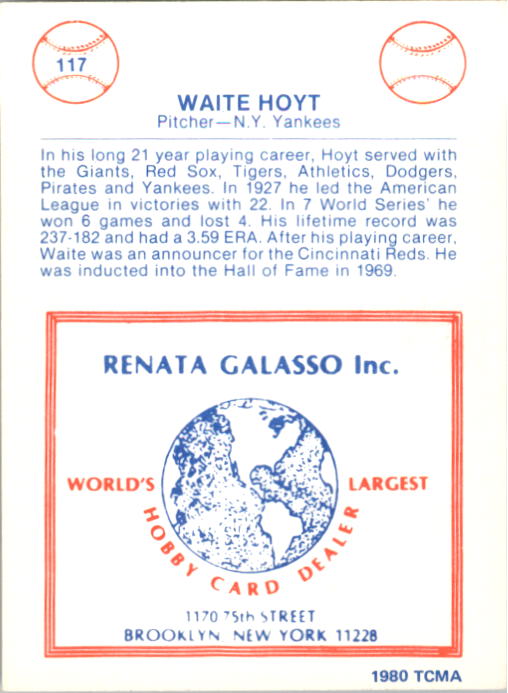 117
WAITE HOYT
Pitcher—N.Y. Yankees
In his long 21 year playing career, Hoyt served with
the Giants, Red Sox, Tigers, Athletics, Dodgers,
Pirates and Yankees. In 1927 he led the American
League in victories with 22. In 7 World Series' he
won 6 games and lost 4. His lifetime record was
237-182 and had a 3.59 ERA. After his playing career,
Waite was an announcer for the Cincinnati Reds. He
was inducted into the Hall of Fame in 1969.
RENATA GALASSO Inc.
WORLD'S LARGEST
HOBBY CARD DEALER
1170 75th STREET
BROOKLYN, NEW YORK 11228
1980 TCMA